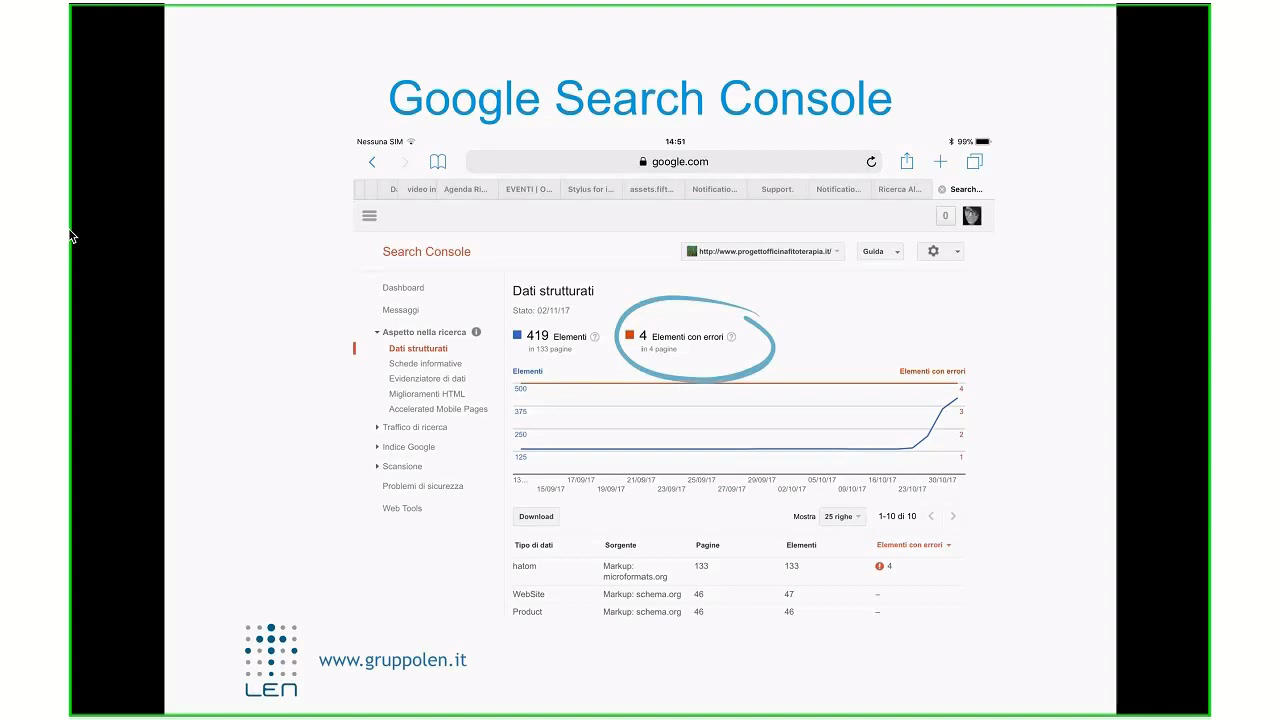 Google Search Console
Nessuna SIM 14:51 99%
google.com
D. video in Agenda Ri... EVENTI | O... Stylus for i... assets.fift... Notificatio... Support. Notificatio... Ricerca Al... Search...
0
Search Console http://www.progettofficinafitoterapia.it/ Guida
Dashboard
Messaggi
Aspetto nella ricerca
Dati strutturati
Schede informative
Evidenziatore di dati
Miglioramenti HTML
Accelerated Mobile Pages
Traffico di ricerca
Indice Google
Scansione
Problemi di sicurezza
Web Tools
Dati strutturati
Stato: 02/11/17
419 Elementi ? 4 Elementi con errori ?
in 133 pagine in 4 pagine
Elementi Elementi con errori
500 4
375 3
250 2
125 1
13... 17/09/17 21/09/17 25/09/17 29/09/17 05/10/17 16/10/17 30/10/17
15/09/17 19/09/17 23/09/17 27/09/17 02/10/17 09/10/17 23/10/17
Download Mostra 25 righe 1-10 di 10
Tipo di dati Sorgente Pagine Elementi Elementi con errori
hatom Markup: 133 133 4
microformats.org
WebSite Markup: schema.org 46 47 –
Product Markup: schema.org 46 46 –
LEN
www.gruppolen.it